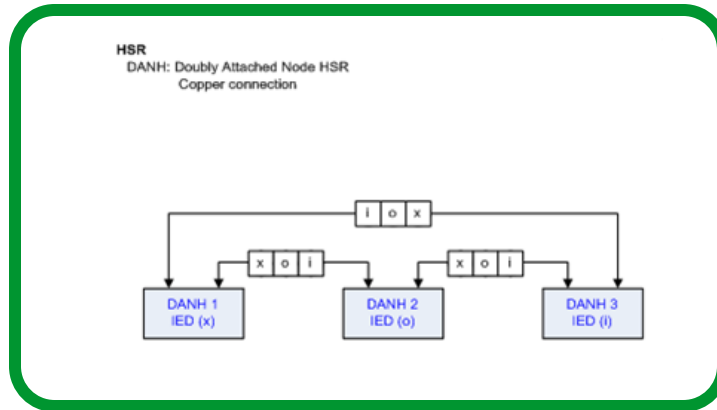 HSR
DANH: Doubly Attached Node HSR
Copper connection
i o x
x o i
x o i
DANH 1
IED (x)
DANH 2
IED (o)
DANH 3
IED (i)